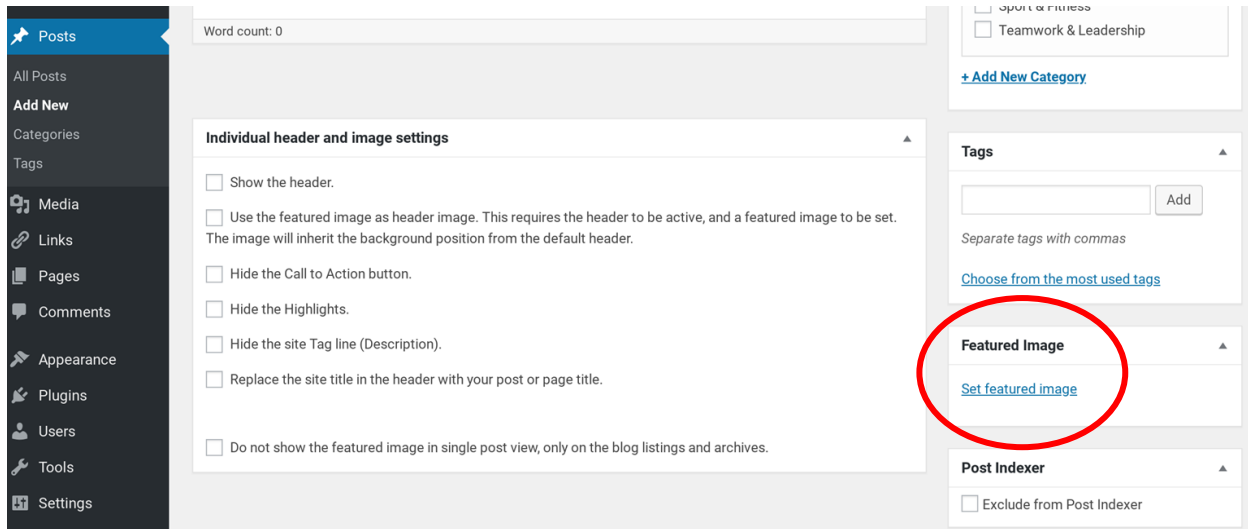 Posts
All Posts
Add New
Categories
Tags
Media
Links
Pages
Comments
Appearance
Plugins
Users
Tools
Settings
Word count: 0
Individual header and image settings
Show the header.
Use the featured image as header image. This requires the header to be active, and a featured image to be set.
The image will inherit the background position from the default header.
Hide the Call to Action button.
Hide the Highlights.
Hide the site Tag line (Description).
Replace the site title in the header with your post or page title.
Do not show the featured image in single post view, only on the blog listings and archives.
Sport & Fitness
Teamwork & Leadership
+ Add New Category
Tags
Add
Separate tags with commas
Choose from the most used tags
Featured Image
Set featured image
Post Indexer
Exclude from Post Indexer